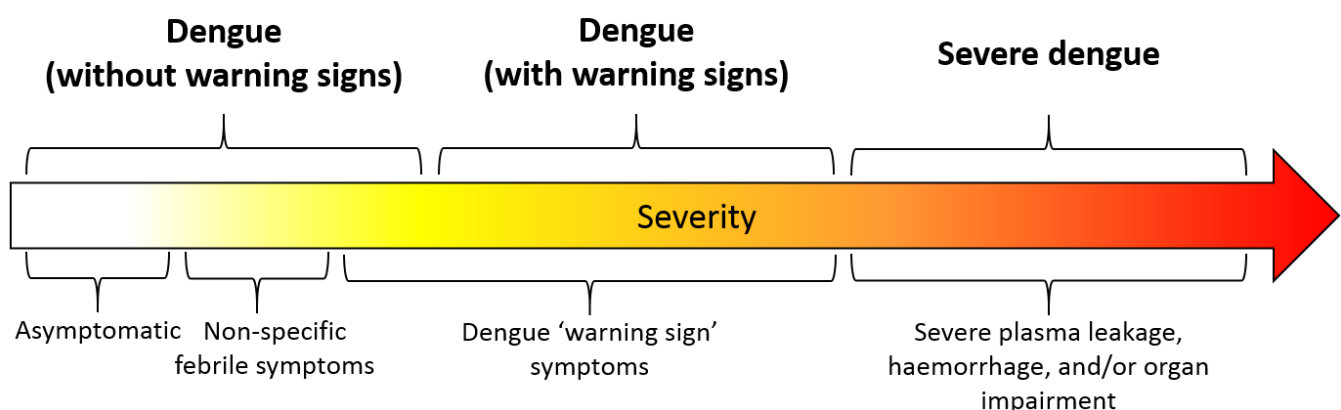 Dengue
(without warning signs)
Dengue
(with warning signs)
Severe dengue
Severity
Asymptomatic
Non-specific
febrile symptoms
Dengue ‘warning sign’
symptoms
Severe plasma leakage,
haemorrhage, and/or organ
impairment